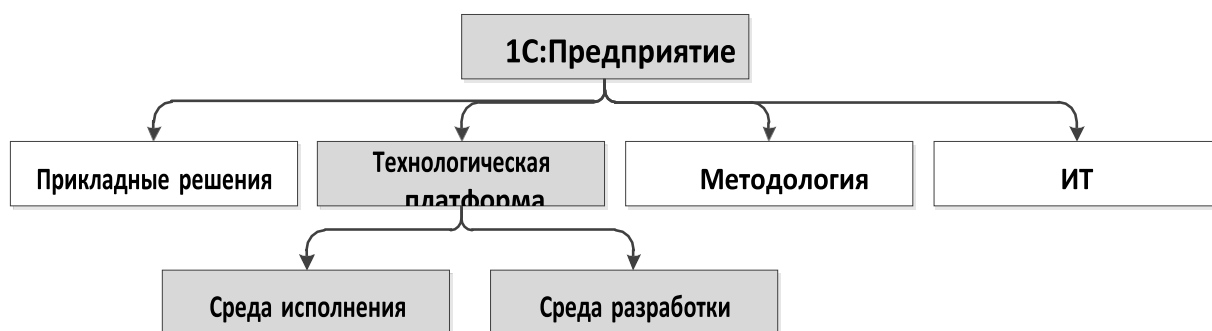 1С:Предприятие
Прикладные решения
Технологическая
платформа
Методология
ИТ
Среда исполнения
Среда разработки